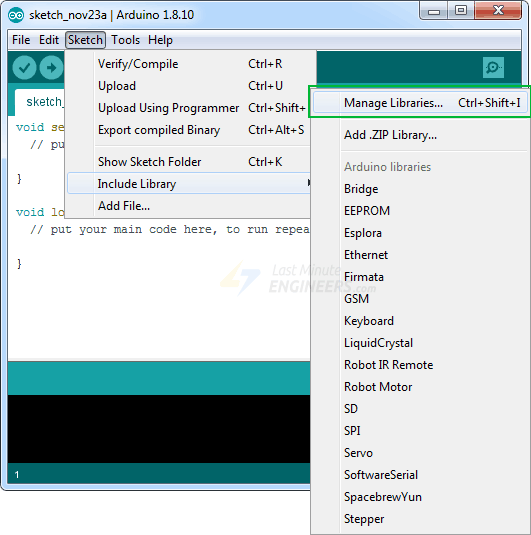 sketch_nov23a | Arduino 1.8.10
File Edit Sketch Tools Help
Verify/Compile Ctrl+R
Upload Ctrl+U
Upload Using Programmer Ctrl+Shift+
Export compiled Binary Ctrl+Alt+S
Show Sketch Folder Ctrl+K
Include Library
Add File...
Manage Libraries... Ctrl+Shift+I
Add .ZIP Library...
Arduino libraries
Bridge
EEPROM
Esplora
Ethernet
Firmata
GSM
Keyboard
LiquidCrystal
Robot IR Remote
Robot Motor
SD
SPI
Servo
SoftwareSerial
SpacebrewYun
Stepper
sketch_
void se
// pu
}
void lo
// put your main code here, to run repea
}
Last Minute
ENGINEERS.com
1